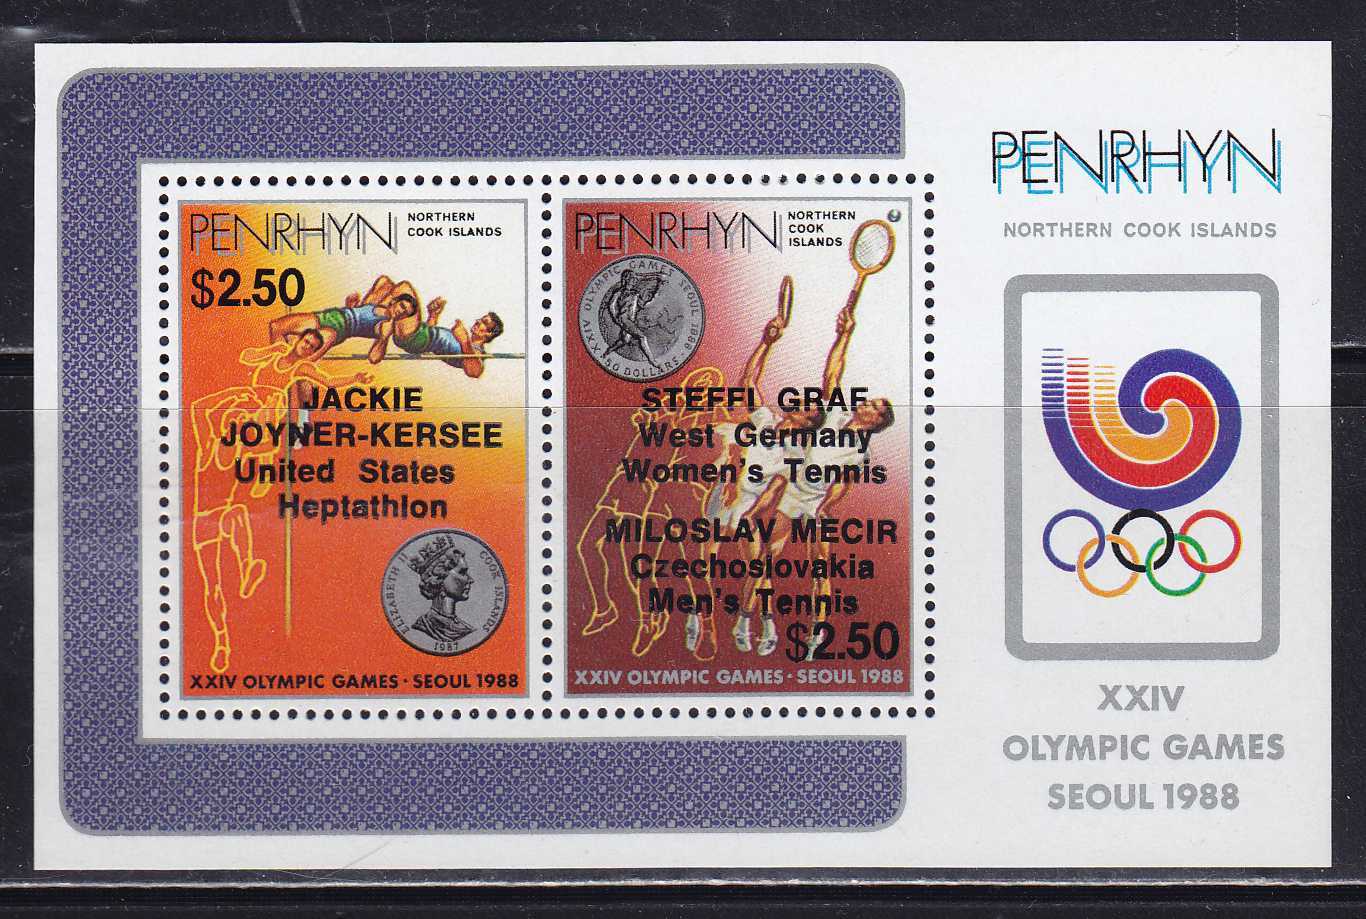 PENRHYN
NORTHERN
COOK ISLANDS
$2.50
JACKIE
JOYNER-KERSEE
United States
Heptathlon
ELIZABETH II
COOK ISLANDS
1987
XXIV OLYMPIC GAMES · SEOUL 1988
PENRHYN
NORTHERN
COOK
ISLANDS
XXIV OLYMPIC GAMES SEOUL 1988
50 DOLLARS
STEFFI GRAF
West Germany
Women's Tennis
MILOSLAV MECIR
Czechoslovakia
Men's Tennis
$2.50
XXIV OLYMPIC GAMES · SEOUL 1988
PENRHYN
NORTHERN COOK ISLANDS
XXIV
OLYMPIC GAMES
SEOUL 1988